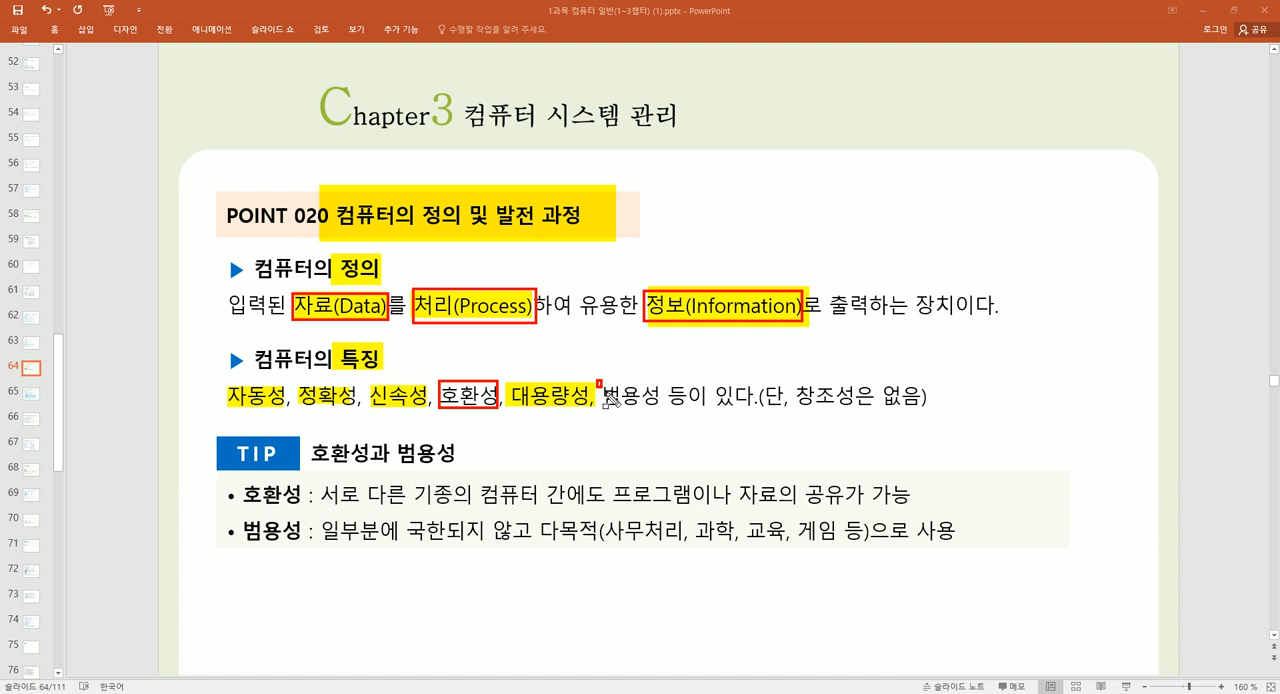 1과목 컴퓨터 일반(1~3챕터) (1).pptx - PowerPoint
파일 홈 삽입 디자인 전환 애니메이션 슬라이드 쇼 검토 보기 추가 기능 수행할 작업을 알려 주세요. 로그인 공유
Chapter3 컴퓨터 시스템 관리
POINT 020 컴퓨터의 정의 및 발전 과정
▶ 컴퓨터의 정의
입력된 자료(Data)를 처리(Process)하여 유용한 정보(Information)로 출력하는 장치이다.
▶ 컴퓨터의 특징
자동성, 정확성, 신속성, 호환성, 대용량성, 범용성 등이 있다.(단, 창조성은 없음)
TIP 호환성과 범용성
• 호환성 : 서로 다른 기종의 컴퓨터 간에도 프로그램이나 자료의 공유가 가능
• 범용성 : 일부분에 국한되지 않고 다목적(사무처리, 과학, 교육, 게임 등)으로 사용
52
53
54
55
56
57
58
59
60
61
62
63
64
65
66
67
68
69
70
71
72
73
74
75
76
슬라이드 64/111 한국어 슬라이드 노트 메모 160 %